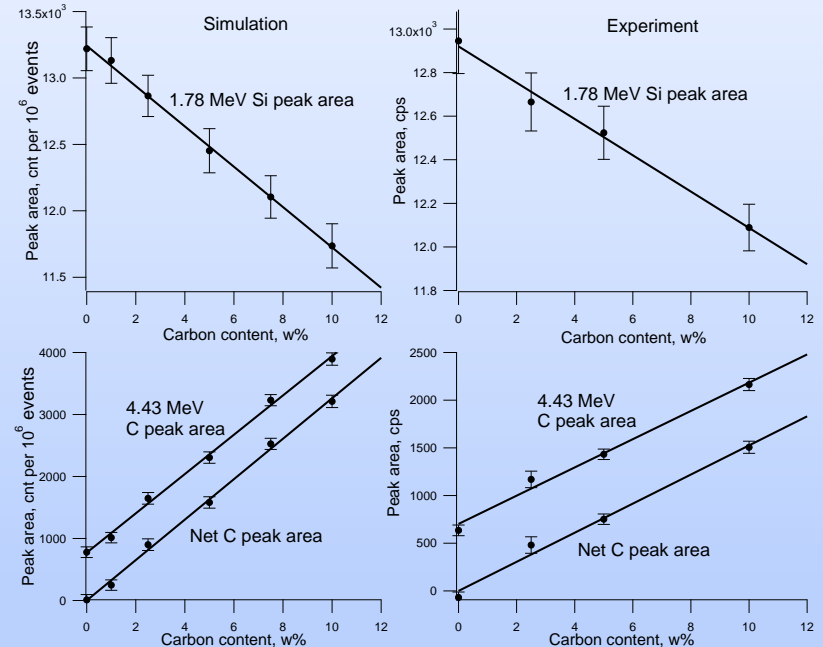 Simulation
13.5x10³
13.0
12.5
12.0
11.5
Peak area, cnt per 10⁶ events
1.78 MeV Si peak area
0 2 4 6 8 10 12
Carbon content, w%
Experiment
13.0x10³
12.8
12.6
12.4
12.2
12.0
11.8
Peak area, cps
1.78 MeV Si peak area
0 2 4 6 8 10 12
Carbon content, w%
4000
3000
2000
1000
0
Peak area, cnt per 10⁶ events
4.43 MeV
C peak area
Net C peak area
0 2 4 6 8 10 12
Carbon content, w%
2500
2000
1500
1000
500
0
Peak area, cps
4.43 MeV
C peak area
Net C peak area
0 2 4 6 8 10 12
Carbon content, w%